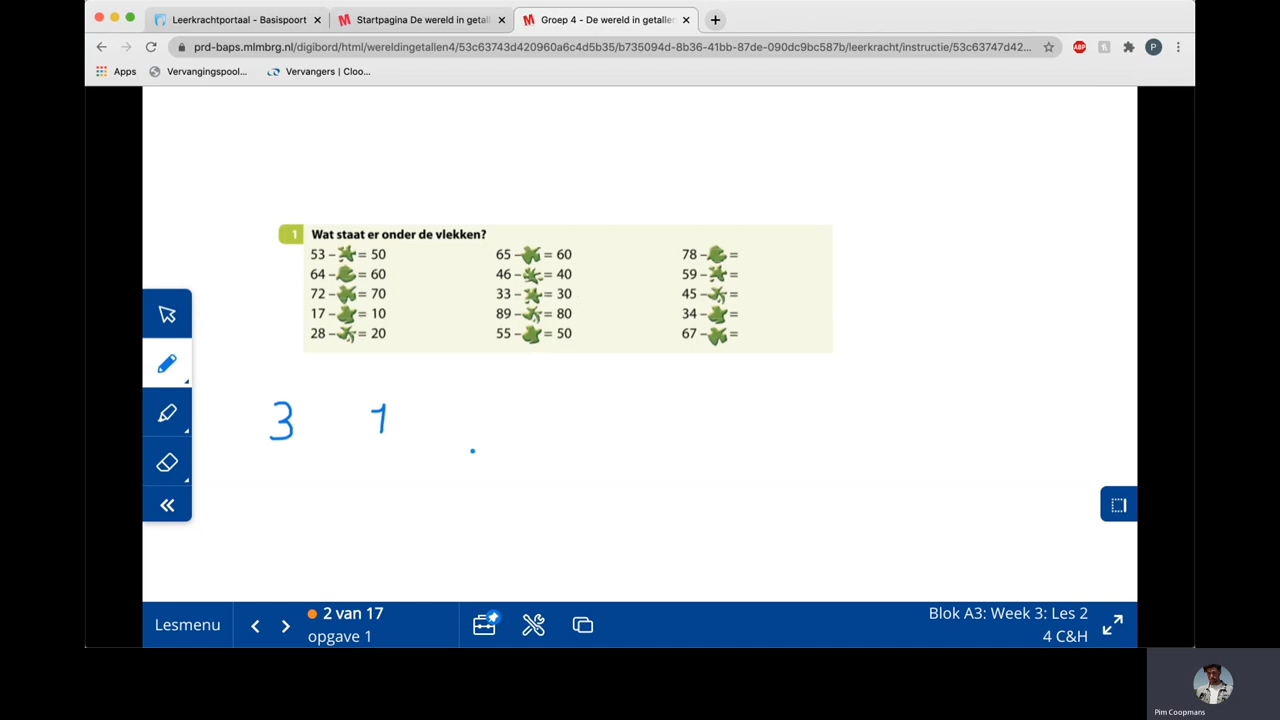 Leerkrachtportaal - Basispoort
Startpagina De wereld in getall
Groep 4 - De wereld in getallen
prd-baps.mlmbrg.nl/digibord/html/wereldingetallen4/53c63743d420960a6c4d5b35/b735094d-8b36-41bb-87de-090dc9bc587b/leerkracht/instructie/53c63747d42...
ABP
P
Apps
Vervangingspool...
Vervangers | Cloo...
1 Wat staat er onder de vlekken?
53 – = 50
64 – = 60
72 – = 70
17 – = 10
28 – = 20
65 – = 60
46 – = 40
33 – = 30
89 – = 80
55 – = 50
78 – =
59 – =
45 – =
34 – =
67 – =
3 1
Lesmenu
2 van 17
opgave 1
Blok A3: Week 3: Les 2
4 C&H
Pim Coopmans